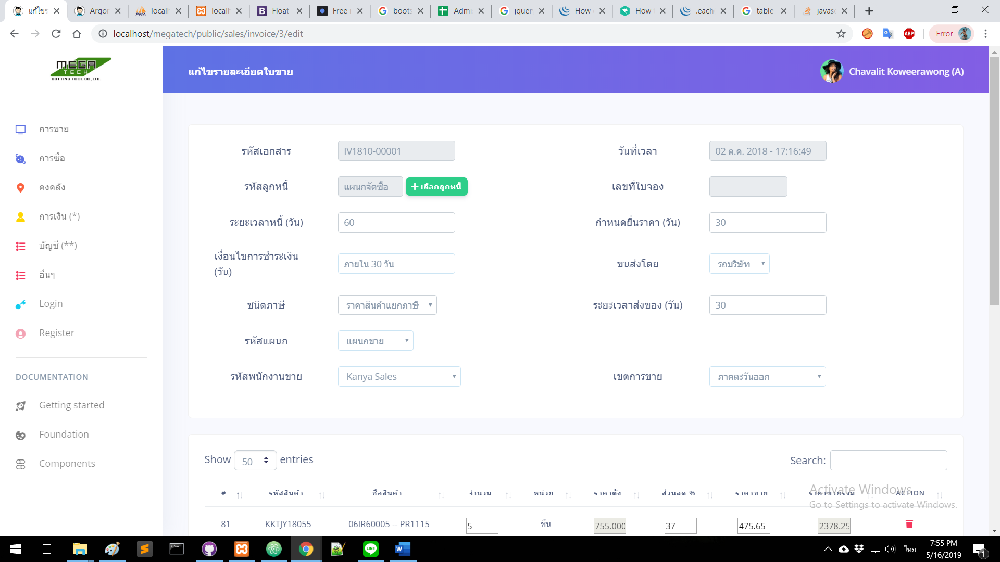 แก้ไขร
Argor
localh
localh
Float
Free i
boots
Admi
jquer
How
How
.each
table
javasc
localhost/megatech/public/sales/invoice/3/edit
ABP
Error
MEGA
TECH
CUTTING TOOL CO.,LTD.
แก้ไขรายละเอียดใบขาย
Chavalit Koweerawong (A)
การขาย
การซื้อ
คงคลัง
การเงิน (*)
บัญชี (**)
อื่นๆ
Login
Register
DOCUMENTATION
Getting started
Foundation
Components
รหัสเอกสาร IV1810-00001 วันที่เวลา 02 ต.ค. 2018 - 17:16:49
รหัสลูกหนี้ แผนกจัดซื้อ + เลือกลูกหนี้ เลขที่ใบจอง
ระยะเวลาหนี้ (วัน) 60 กำหนดยื่นราคา (วัน) 30
เงื่อนไขการชำระเงิน
(วัน) ภายใน 30 วัน ขนส่งโดย รถบริษัท
ชนิดภาษี ราคาสินค้าแยกภาษี ระยะเวลาส่งของ (วัน) 30
รหัสแผนก แผนกขาย
รหัสพนักงานขาย Kanya Sales เขตการขาย ภาคตะวันออก
Show 50 entries Search:
# รหัสสินค้า ชื่อสินค้า จำนวน หน่วย ราคาตั้ง ส่วนลด % ราคาขาย ราคาขายรวม ACTION
81 KKTJY18055 06IR60005 -- PR1115 5 ชิ้น 755.000 37 475.65 2378.25
Activate Windows
Go to Settings to activate Windows.
LINE
ไทย
7:55 PM
5/16/2019
1